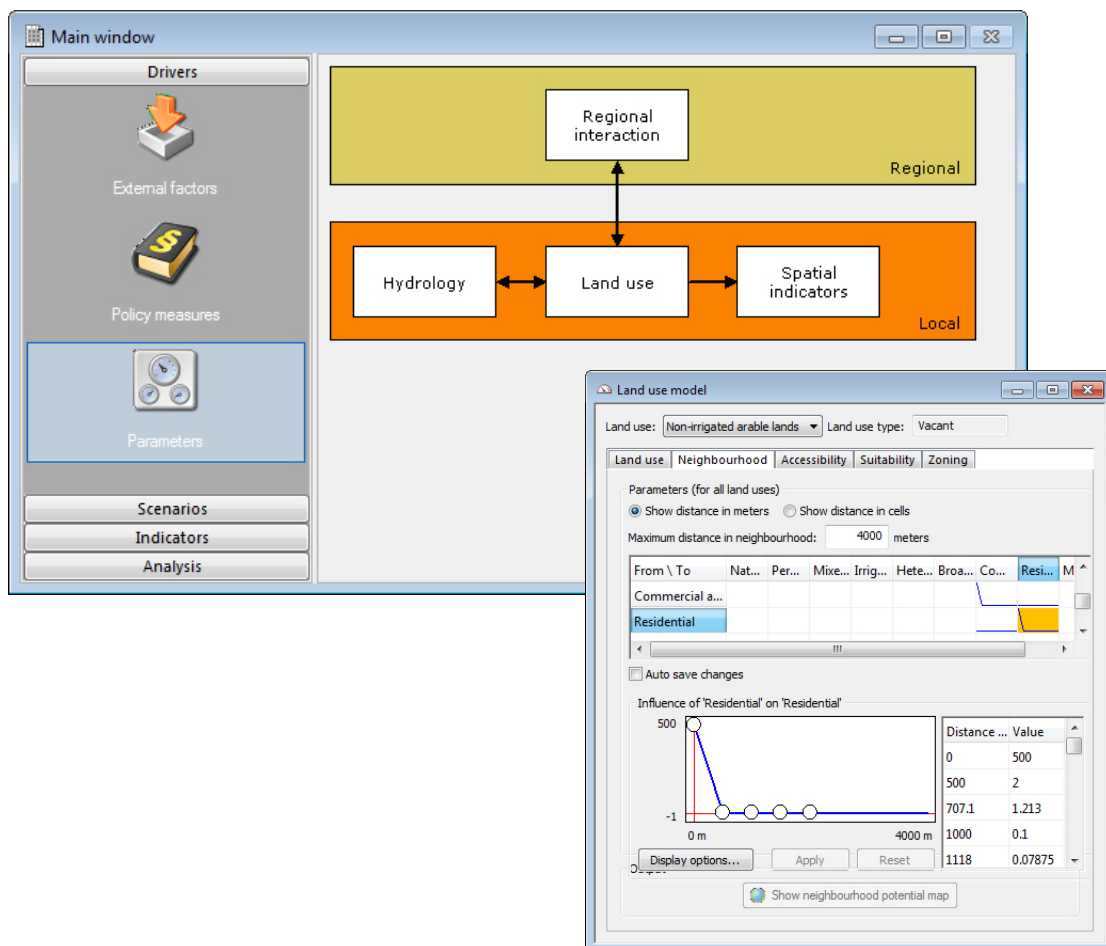 Main window
Drivers
External factors
Policy measures
Parameters
Scenarios
Indicators
Analysis
Regional
interaction
Regional
Hydrology
Land use
Spatial
indicators
Local
Land use model
Land use: Non-irrigated arable lands Land use type: Vacant
Land use Neighbourhood Accessibility Suitability Zoning
Parameters (for all land uses)
Show distance in meters Show distance in cells
Maximum distance in neighbourhood: 4000 meters
From \ To Nat... Per... Mixe... Irrig... Hete... Broa... Co... Resi... M
Commercial a...
Residential
Auto save changes
Influence of 'Residential' on 'Residential'
500
-1
0 m 4000 m
Distance ... Value
0 500
500 2
707.1 1.213
1000 0.1
1118 0.07875
Display options... Apply Reset
Output
Show neighbourhood potential map